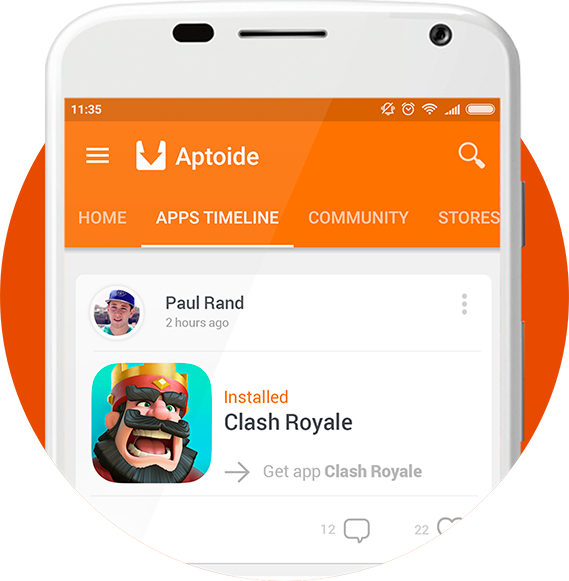 11:35
Aptoide
HOME APPS TIMELINE COMMUNITY STORES
Paul Rand
2 hours ago
Installed
Clash Royale
Get app Clash Royale
12 22